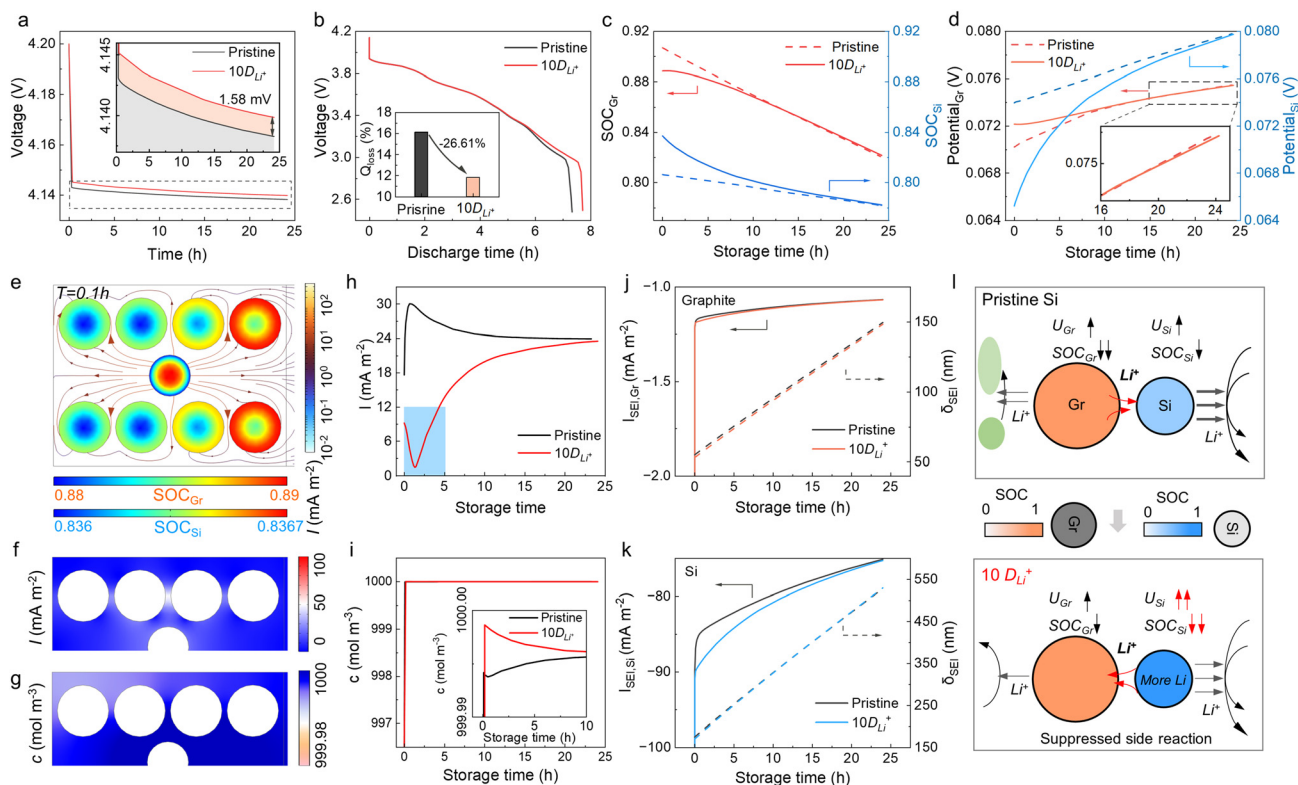 a
4.20
4.18
4.16
4.14
Voltage (V)
4.145
4.140
Pristine
10D_Li⁺
1.58 mV
0 5 10 15 20 25
0 5 10 15 20 25
Time (h)
b
4.2
3.6
3.0
2.6
Voltage (V)
Pristine
10D_Li⁺
Q_loss (%)
18
16
14
12
10
-26.61%
Prisrine 10D_Li⁺
0 2 4 6 8
Discharge time (h)
c
0.92
0.88
0.84
0.80
SOC_Gr
Pristine
10D_Li⁺
0.92
0.88
0.84
0.80
SOC_Si
0 5 10 15 20 25
Storage time (h)
d
0.080
0.076
0.072
0.068
0.064
Potential_Gr (V)
Pristine
10D_Li⁺
0.075
16 20 24
0.080
0.076
0.072
0.068
0.064
Potential_Si (V)
0 5 10 15 20 25
Storage time (h)
e
T=0.1h
10²
10¹
10⁰
10⁻¹
10⁻²
I (mA m⁻²)
0.88 SOC_Gr 0.89
0.836 SOC_Si 0.8367
f
100
50
0
I (mA m⁻²)
g
1000
999.98
c (mol m⁻³)
h
30
24
18
12
6
0
I (mA m⁻²)
Pristine
10D_Li⁺
0 5 10 15 20 25
Storage time
i
1000
999
998
997
c (mol m⁻³)
1000.00
999.99
c (mol m⁻³)
Pristine
10D_Li⁺
0 5 10
Storage time (h)
0 5 10 15 20 25
Storage time (h)
j
Graphite
−1.0
−1.5
−2.0
I_SEI,Gr (mA m⁻²)
Pristine
10D_Li⁺
150
100
50
δ_SEI (nm)
0 5 10 15 20 25
Storage time (h)
k
Si
−80
−90
−100
I_SEI,Si (mA m⁻²)
Pristine
10D_Li⁺
550
450
350
250
150
δ_SEI (nm)
0 5 10 15 20 25
Storage time (h)
l
Pristine Si
U_Gr
SOC_Gr
U_Si
SOC_Si
Li⁺
Gr
Si
Li⁺
Li⁺
SOC
0 1
Gr
SOC
0 1
Si
10 D_Li⁺
U_Gr
SOC_Gr
U_Si
SOC_Si
Li⁺
More Li
Li⁺
Li⁺
Suppressed side reaction